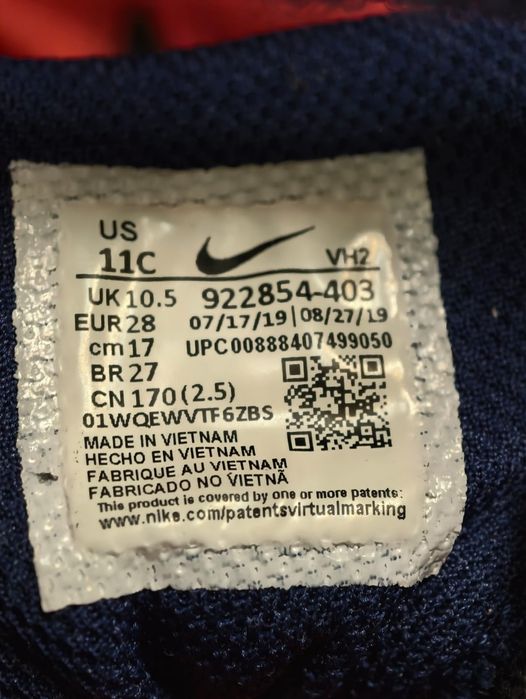 US
11C VH2
UK 10.5 922854-403
EUR 28 07/17/19|08/27/19
cm 17 UPC00888407499050
BR 27
CN 170 (2.5)
01WQEWVTF6ZBS
MADE IN VIETNAM
HECHO EN VIETNAM
FABRIQUE AU VIETNAM
FABRICADO NO VIETNÃ
This product is covered by one or more patents:
www.nike.com/patentsvirtualmarking